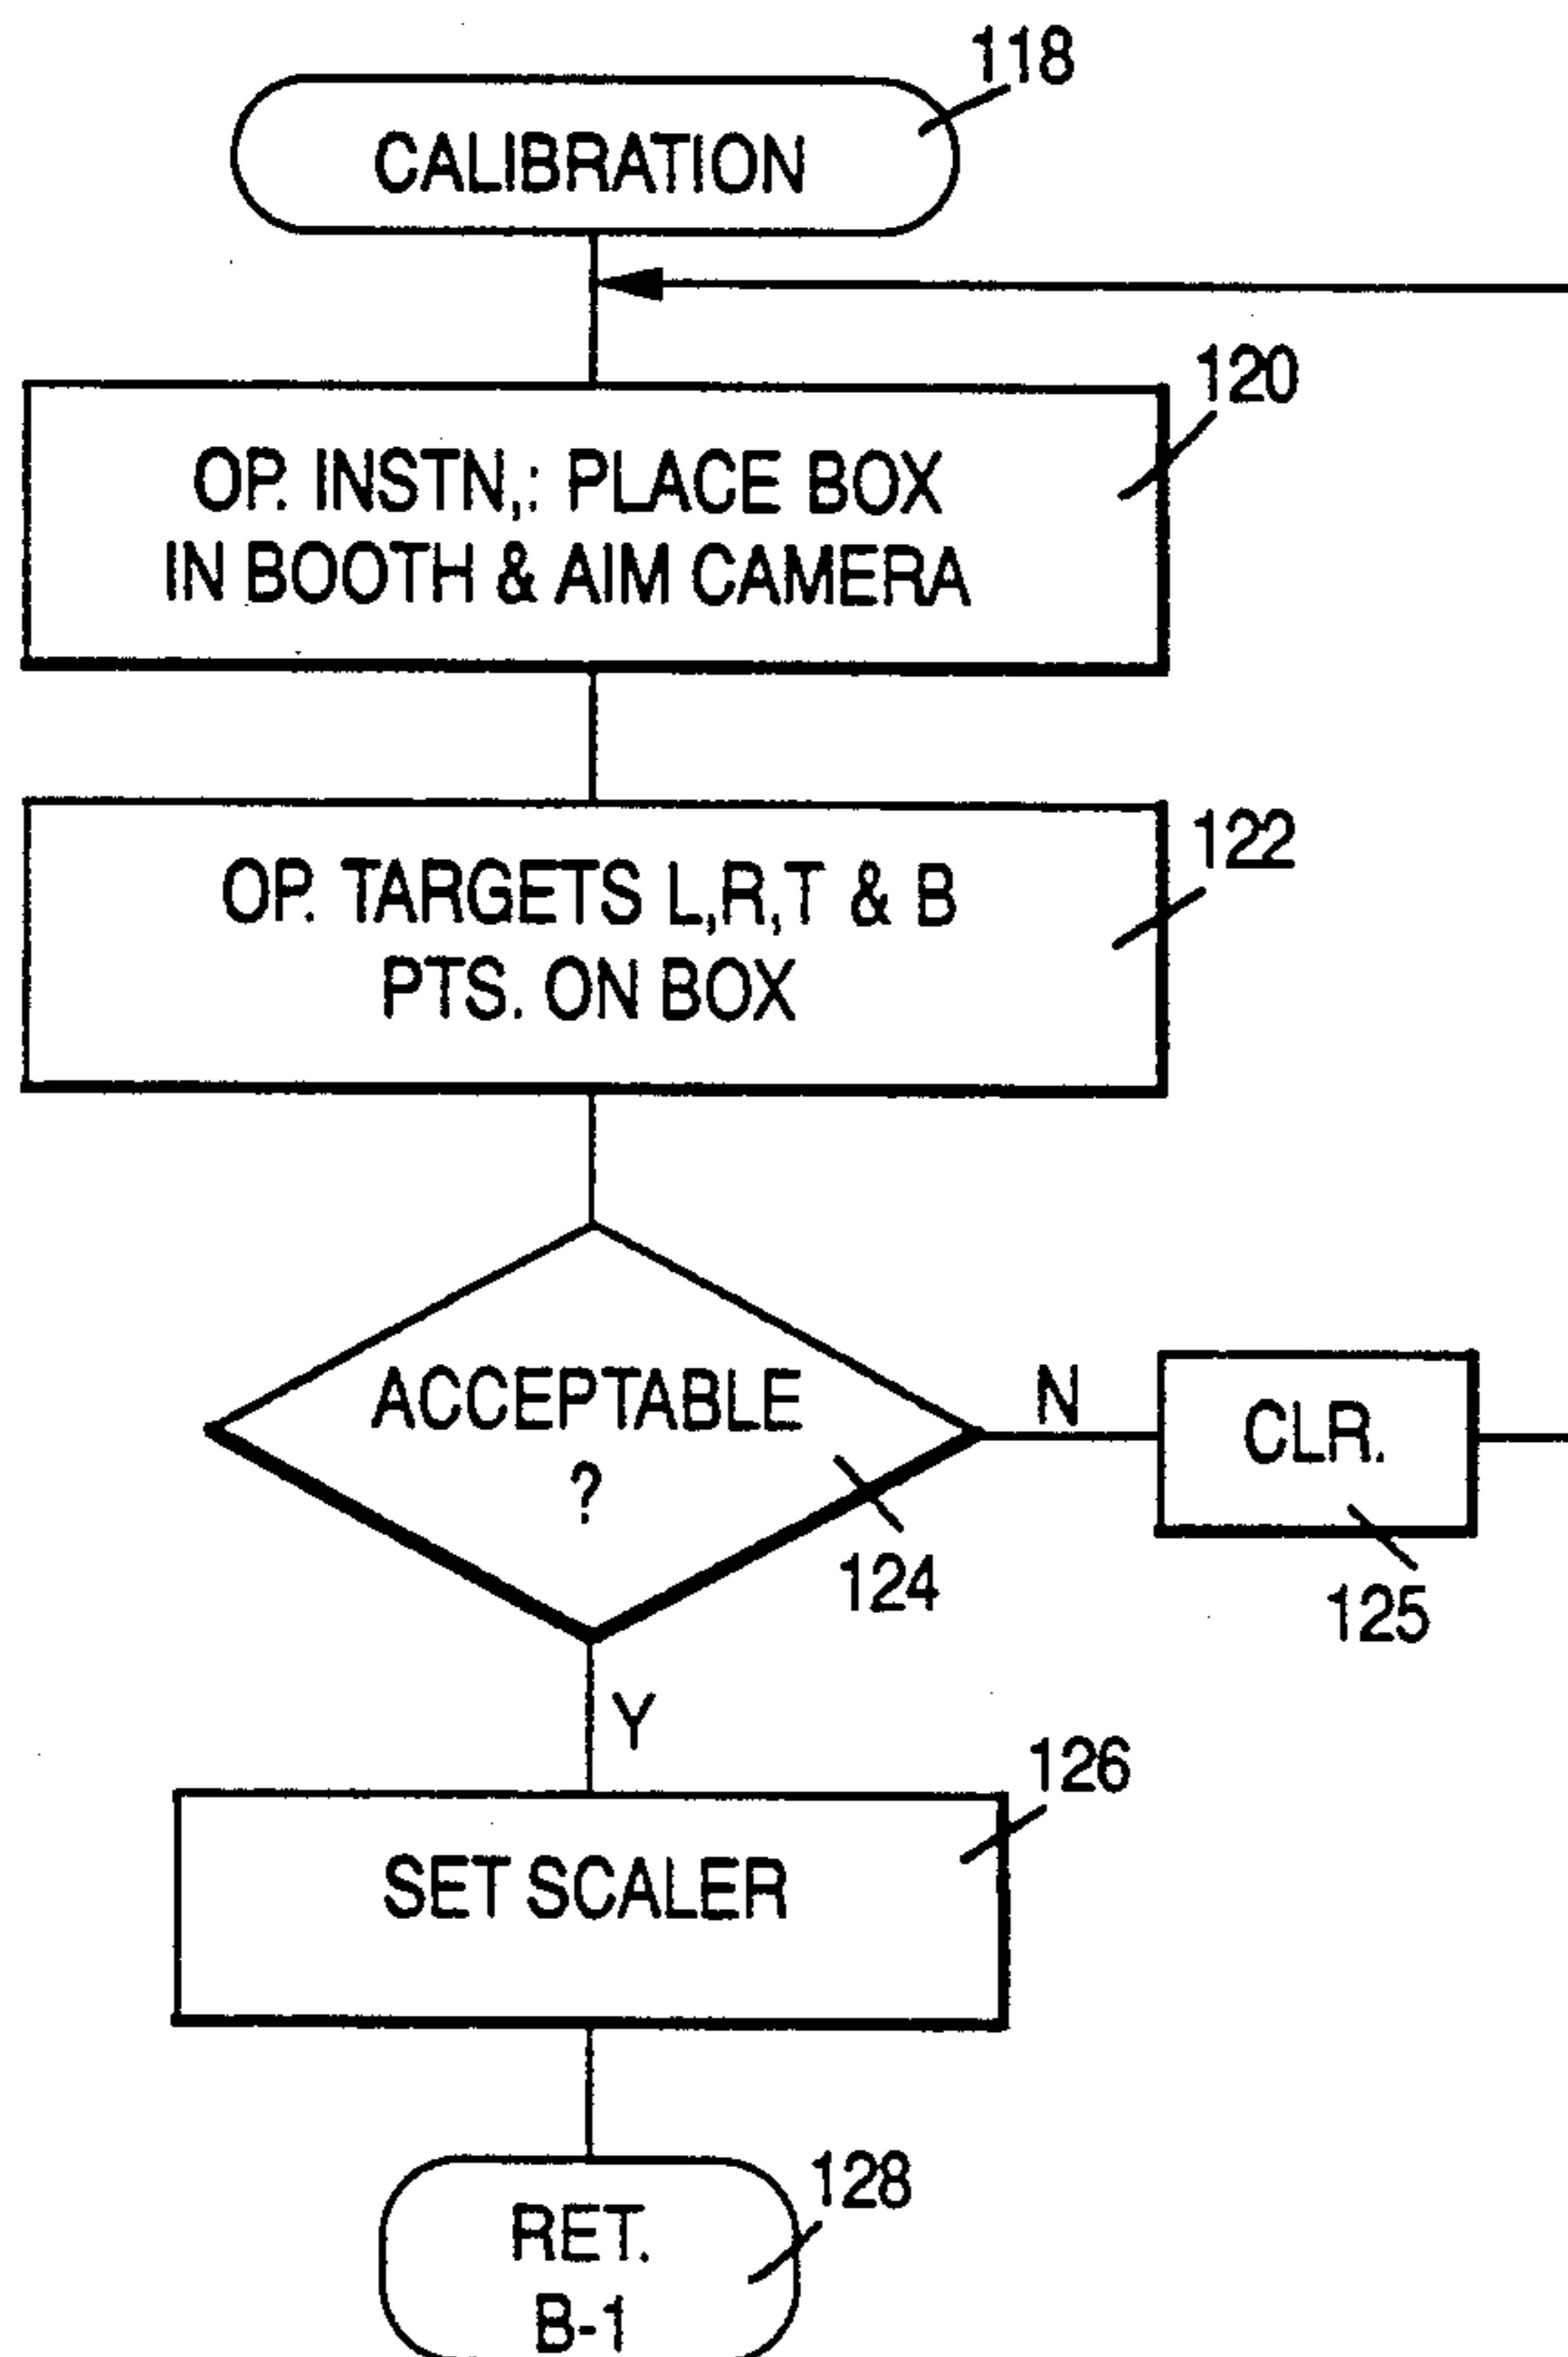 118
CALIBRATION
120
OP. INSTN,: PLACE BOX
IN BOOTH & AIM CAMERA
122
OP. TARGETS L,R,T & B
PTS. ON BOX
ACCEPTABLE
?
N
CLR.
124
125
Y
126
SET SCALER
128
RET.
B-1